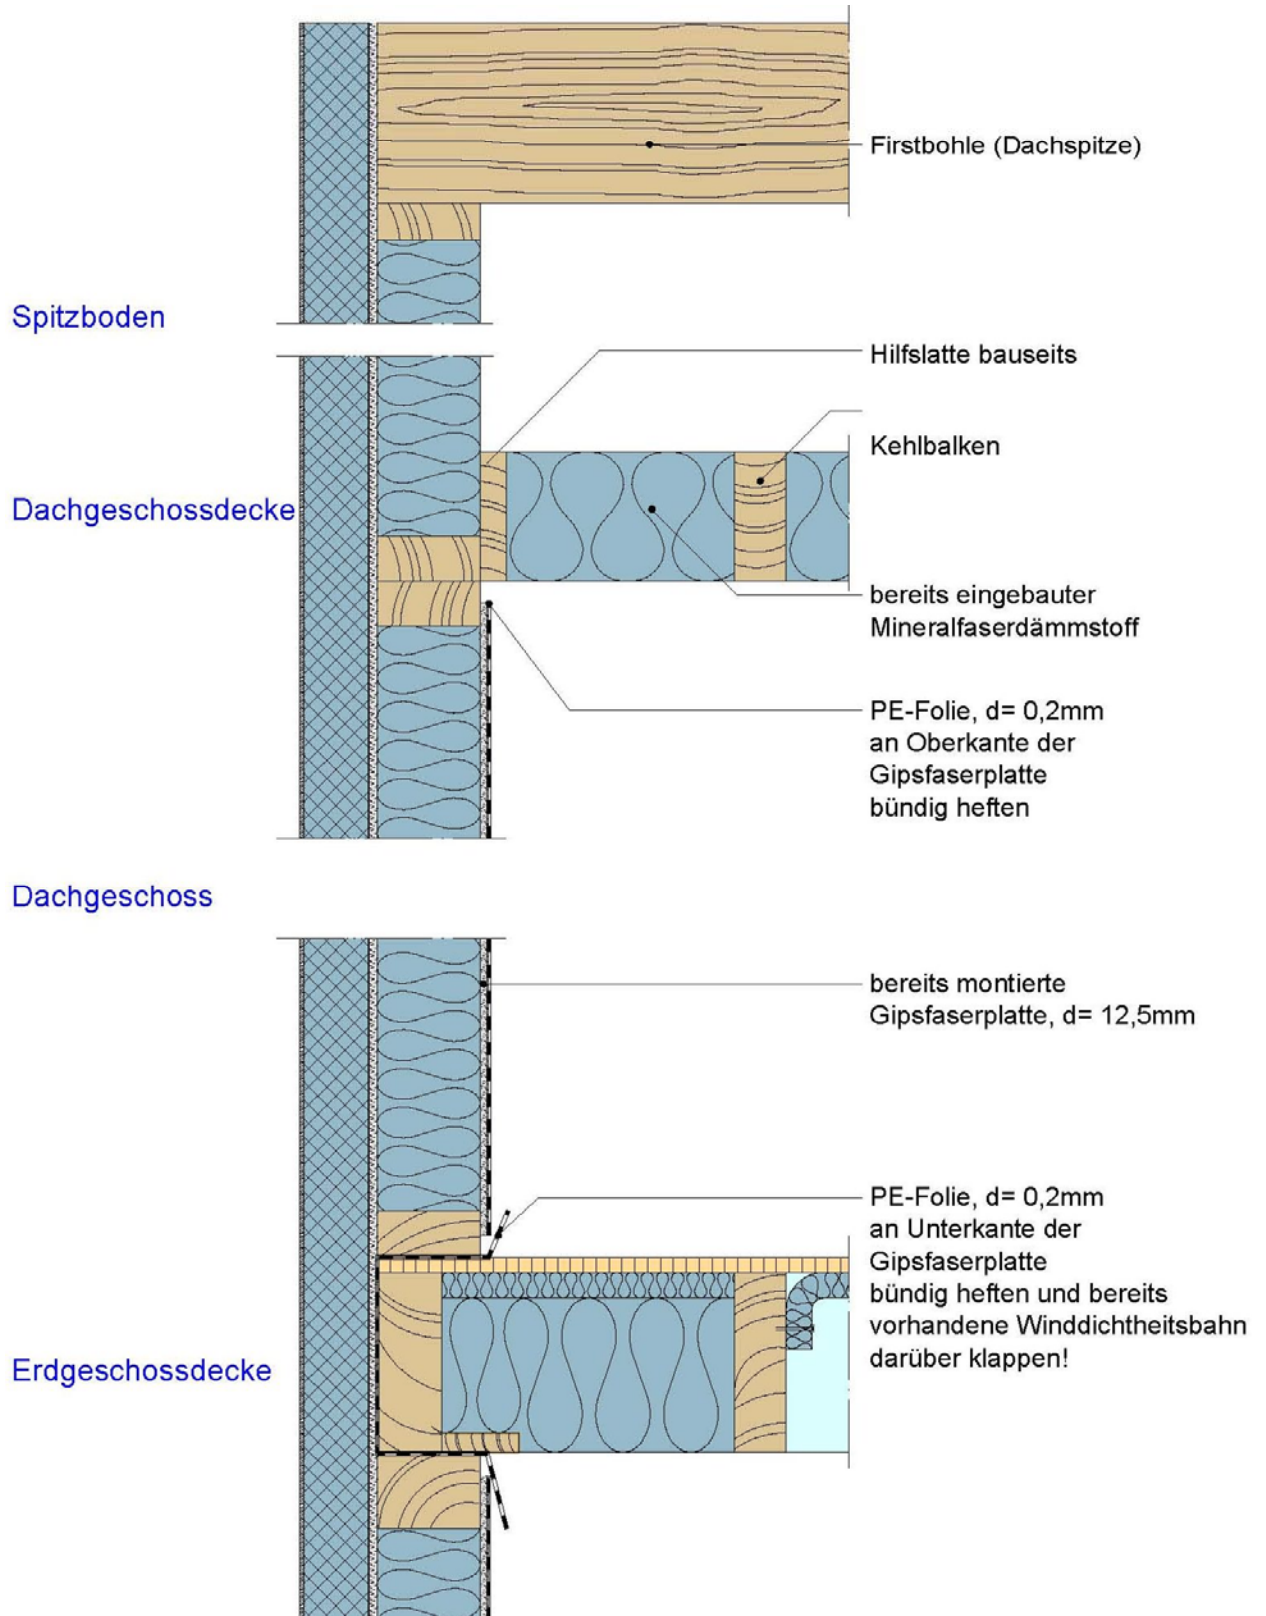 Firstbohle (Dachspitze)
Spitzboden
Hilfslatte bauseits
Kehlbalken
Dachgeschossdecke
bereits eingebauter
Mineralfaserdämmstoff
PE-Folie, d= 0,2mm
an Oberkante der
Gipsfaserplatte
bündig heften
Dachgeschoss
bereits montierte
Gipsfaserplatte, d= 12,5mm
PE-Folie, d= 0,2mm
an Unterkante der
Gipsfaserplatte
bündig heften und bereits
vorhandene Winddichtheitsbahn
darüber klappen!
Erdgeschossdecke